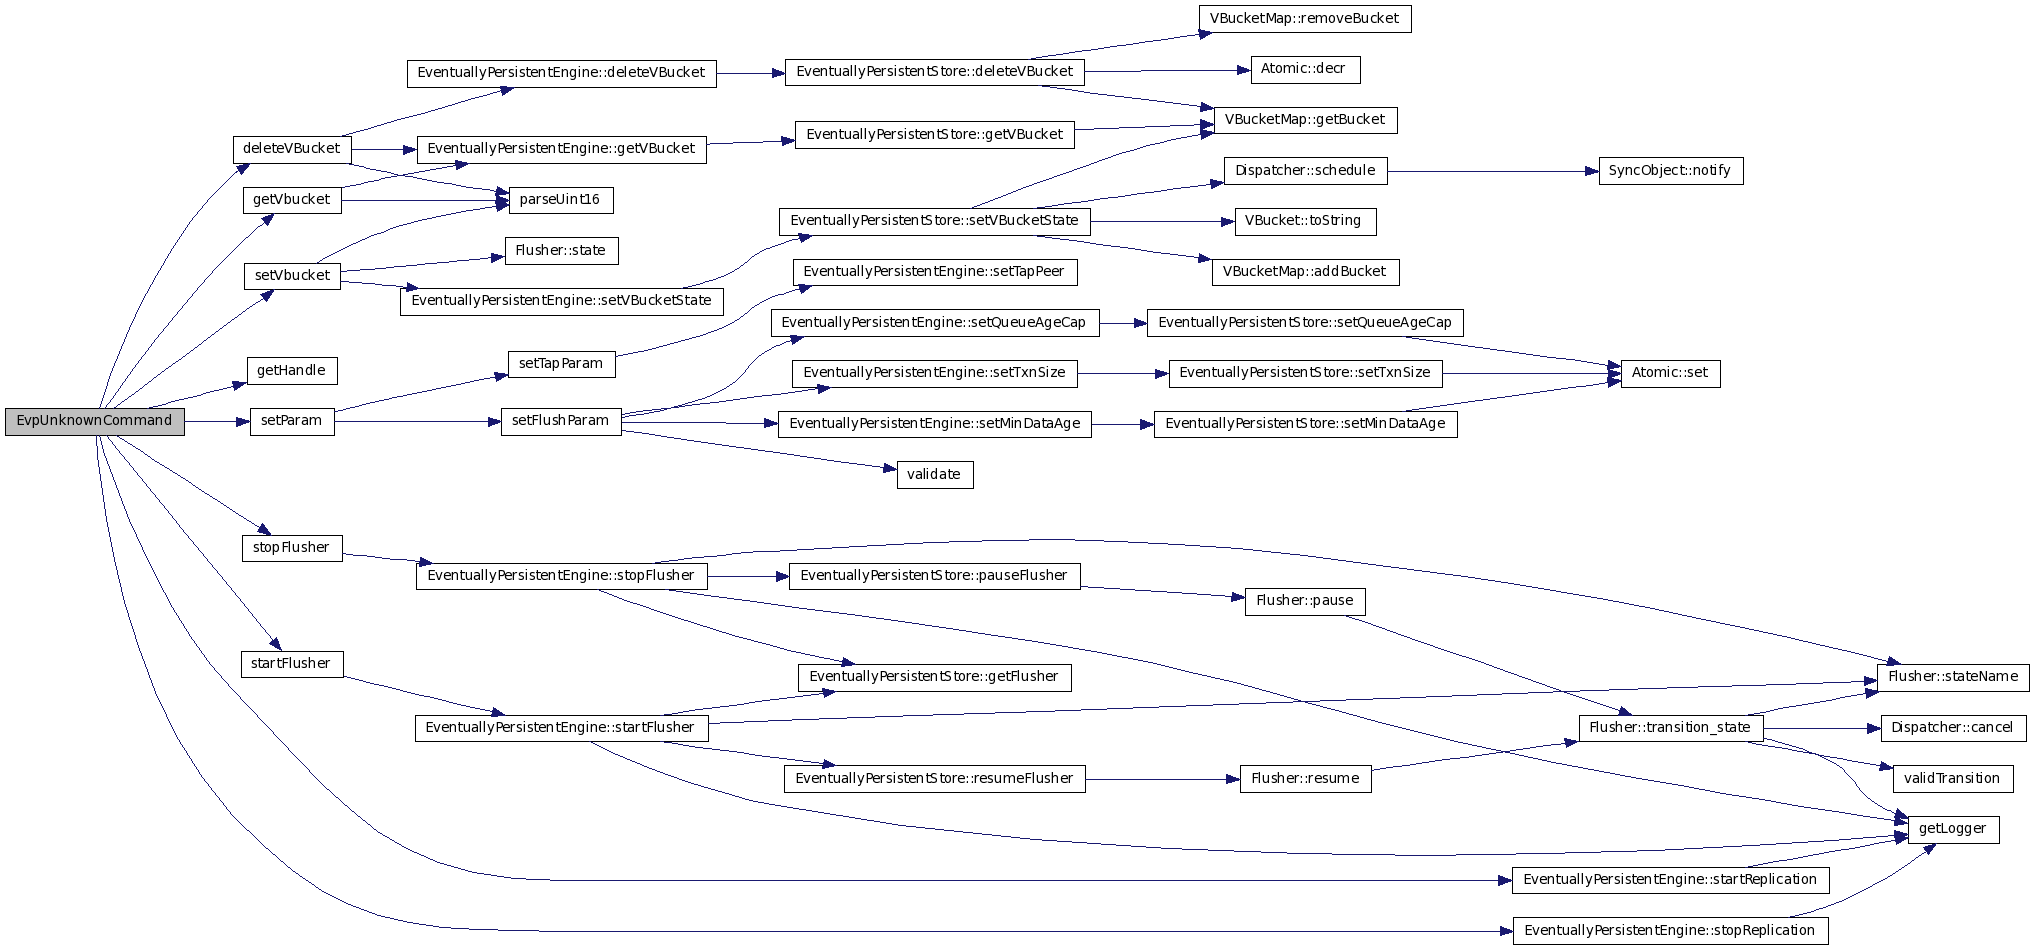 VBucketMap::removeBucket
EventuallyPersistentEngine::deleteVBucket
EventuallyPersistentStore::deleteVBucket
Atomic::decr
VBucketMap::getBucket
deleteVBucket
EventuallyPersistentEngine::getVBucket
EventuallyPersistentStore::getVBucket
Dispatcher::schedule
SyncObject::notify
getVbucket
parseUint16
EventuallyPersistentStore::setVBucketState
VBucket::toString
Flusher::state
setVbucket
EventuallyPersistentEngine::setTapPeer
VBucketMap::addBucket
EventuallyPersistentEngine::setVBucketState
EventuallyPersistentEngine::setQueueAgeCap
EventuallyPersistentStore::setQueueAgeCap
getHandle
setTapParam
EventuallyPersistentEngine::setTxnSize
EventuallyPersistentStore::setTxnSize
Atomic::set
EvpUnknownCommand
setParam
setFlushParam
EventuallyPersistentEngine::setMinDataAge
EventuallyPersistentStore::setMinDataAge
validate
stopFlusher
EventuallyPersistentEngine::stopFlusher
EventuallyPersistentStore::pauseFlusher
Flusher::pause
startFlusher
EventuallyPersistentStore::getFlusher
Flusher::stateName
EventuallyPersistentEngine::startFlusher
Flusher::transition_state
Dispatcher::cancel
EventuallyPersistentStore::resumeFlusher
Flusher::resume
validTransition
getLogger
EventuallyPersistentEngine::startReplication
EventuallyPersistentEngine::stopReplication